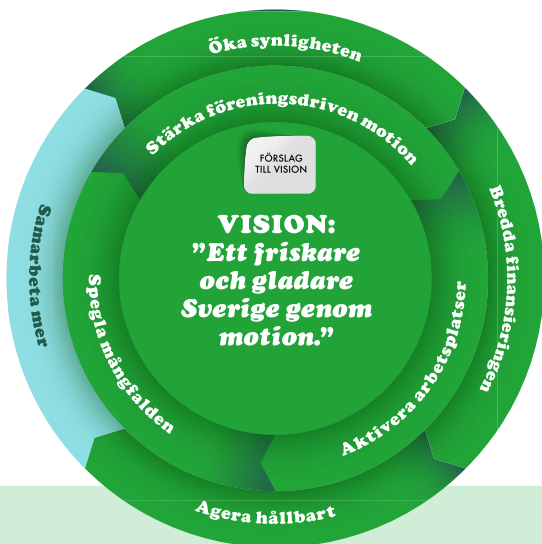 Öka synligheten
Stärka föreningsdriven motion
FÖRSLAG
TILL VISION
VISION:
”Ett friskare
och gladare
Sverige genom
motion.”
Bredda finansieringen
Samarbeta mer
Spegla mångfalden
Aktivera arbetsplatser
Agera hållbart